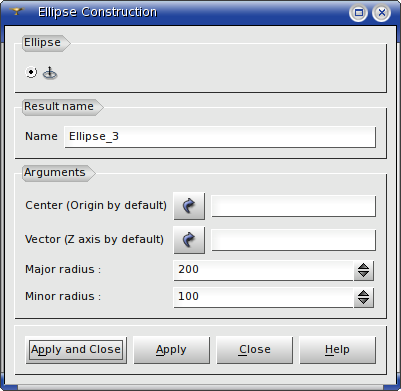 Ellipse Construction
Ellipse
Result name
Name Ellipse_3
Arguments
Center (Origin by default)
Vector (Z axis by default)
Major radius : 200
Minor radius : 100
Apply and Close Apply Close Help